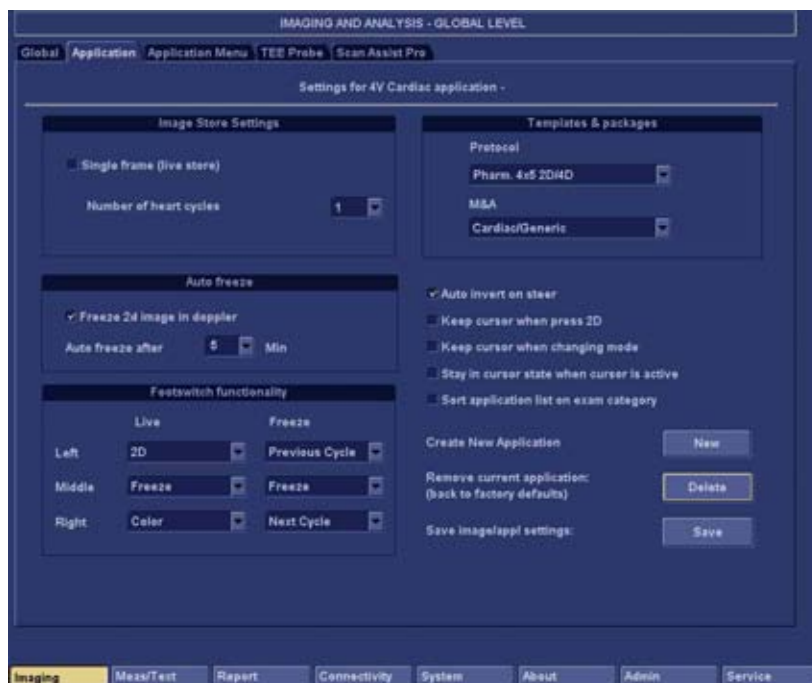 IMAGING AND ANALYSIS - GLOBAL LEVEL
Global Application Application Menu TEE Probe Scan Assist Pro
Settings for 4V Cardiac application -
Image Store Settings
Single frame (live store)
Number of heart cycles 1
Templates & packages
Protocol
Pharm. 4x5 2D/4D
M&A
Cardiac/Generic
Auto freeze
Freeze 2d image in doppler
Auto freeze after 5 Min
Auto invert on steer
Keep cursor when press 2D
Keep cursor when changing mode
Stay in cursor state when cursor is active
Sort application list on exam category
Footswitch functionality
Live Freeze
Left 2D Previous Cycle
Middle Freeze Freeze
Right Color Next Cycle
Create New Application New
Remove current application:
(back to factory defaults) Delete
Save image/appl settings: Save
Imaging Meas/Text Report Connectivity System About Admin Service